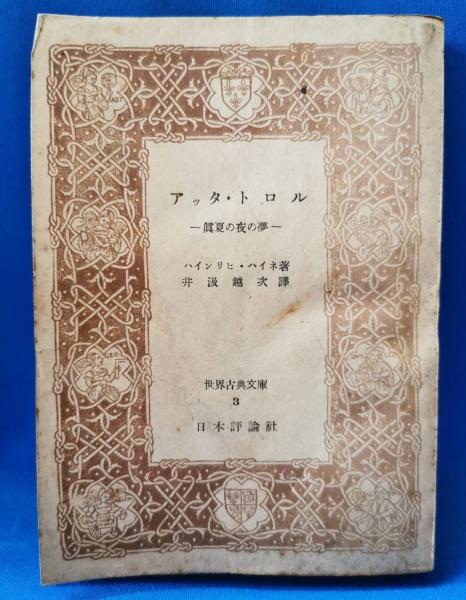 アッタ・トロル
―眞夏の夜の夢―
ハインリヒ・ハイネ著
井汲越次譯
世界古典文庫
3
日本評論社
AST
LEO